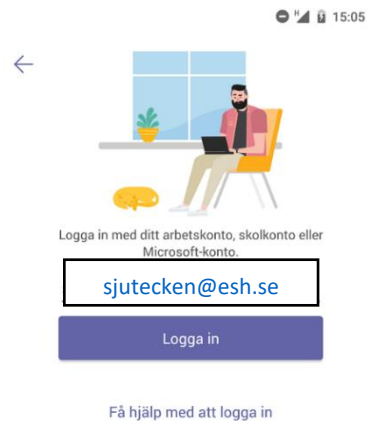 H 15:05
Logga in med ditt arbetskonto, skolkonto eller
Microsoft-konto.
sjutecken@esh.se
Logga in
Få hjälp med att logga in